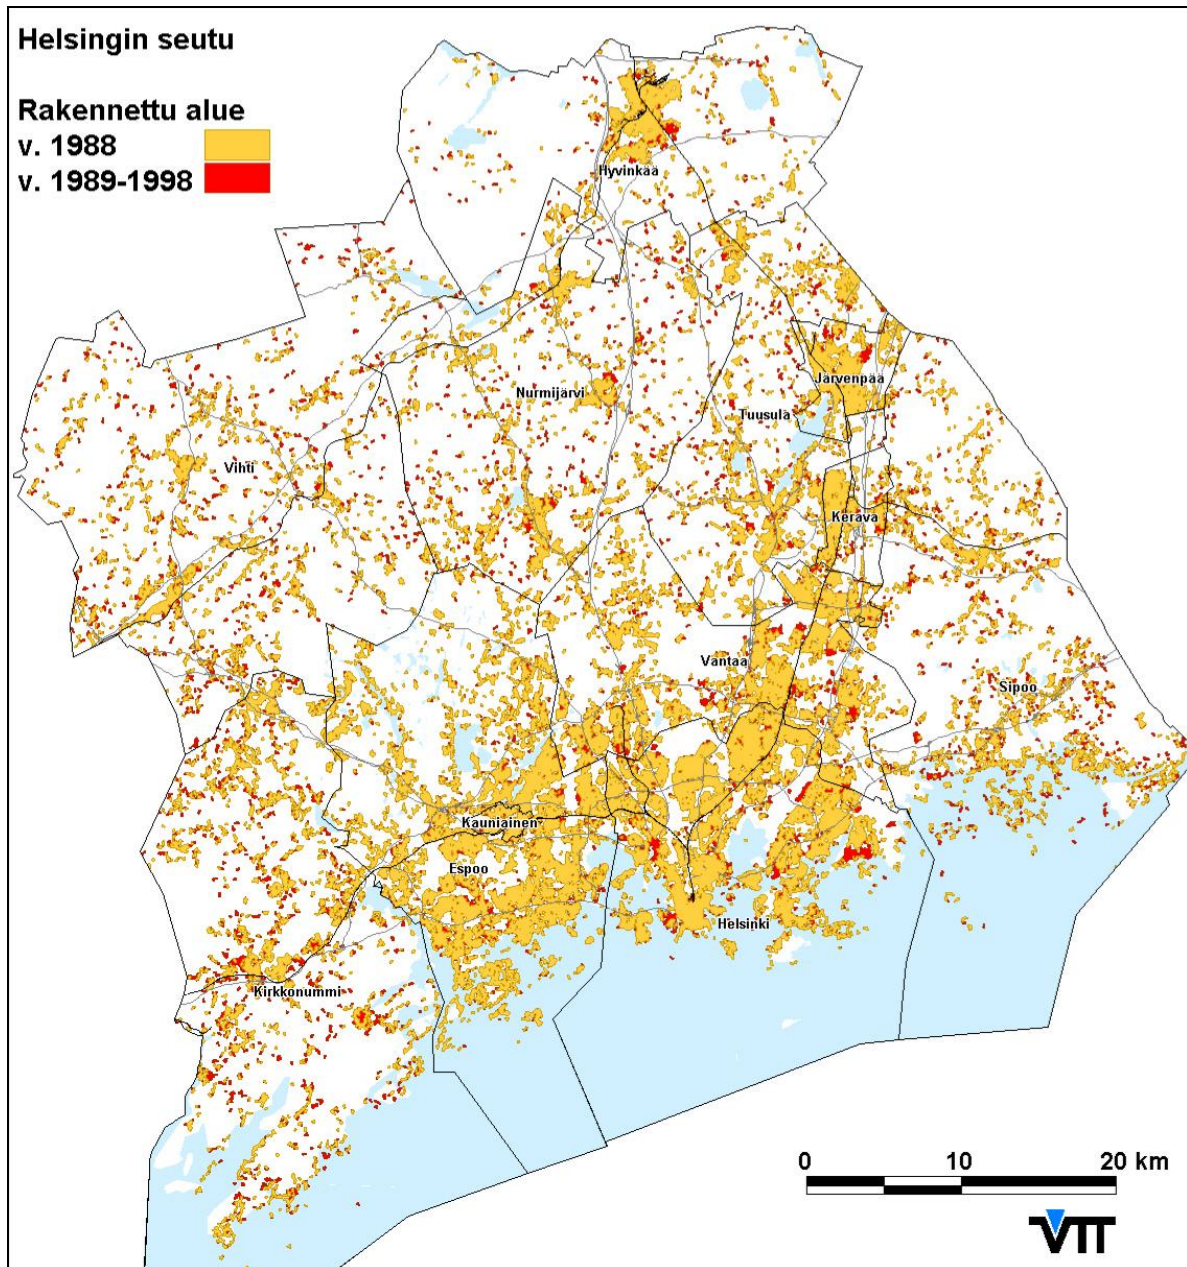 Helsingin seutu
Rakennettu alue
v. 1988
v. 1989-1998
Hyvinkää
Nurmijärvi
Järvenpää
Tuusula
Vihti
Kerava
Vantaa
Sipoo
Kauniainen
Espoo
Helsinki
Kirkkonummi
0 10 20 km
VTT